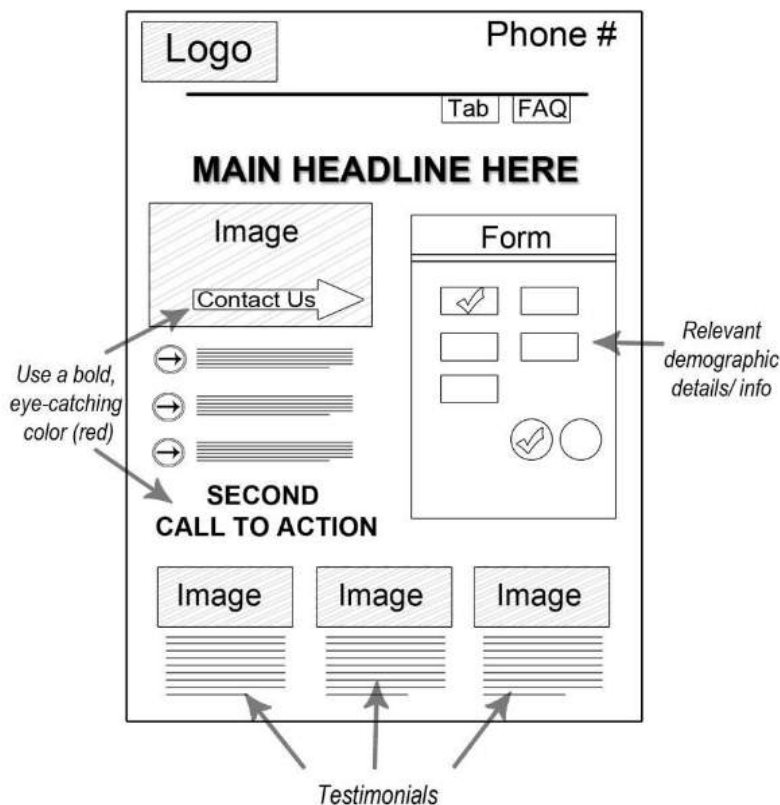 Logo
Phone #
Tab
FAQ
MAIN HEADLINE HERE
Image
Contact Us
Form
Use a bold,
eye-catching
color (red)
Relevant
demographic
details/ info
SECOND
CALL TO ACTION
Image
Image
Image
Testimonials